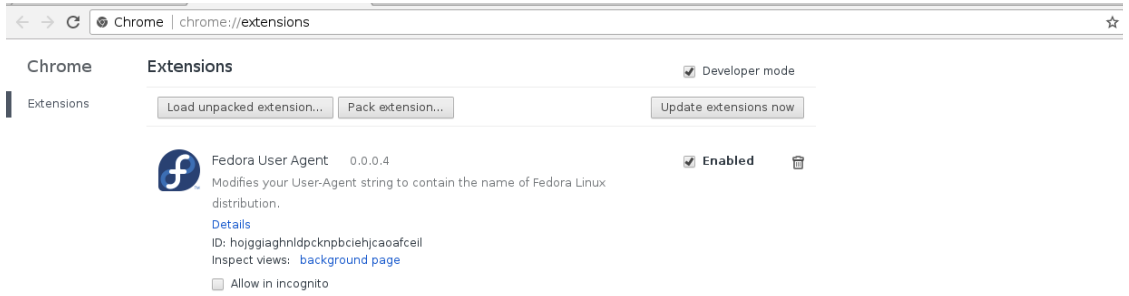 Chrome | chrome://extensions
Chrome
Extensions
Developer mode
Extensions
Load unpacked extension... Pack extension... Update extensions now
Fedora User Agent 0.0.0.4 Enabled
Modifies your User-Agent string to contain the name of Fedora Linux
distribution.
Details
ID: hojggiaghnldpcknpbciehjcaoafceil
Inspect views: background page
Allow in incognito